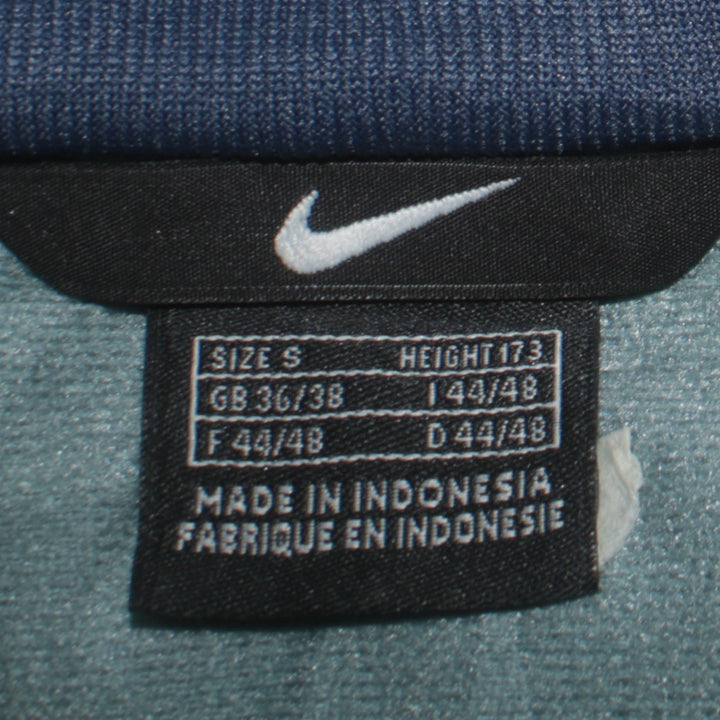 SIZE S HEIGHT 173
GB 36/38 I 44/48
F 44/48 D 44/48
MADE IN INDONESIA
FABRIQUE EN INDONESIE